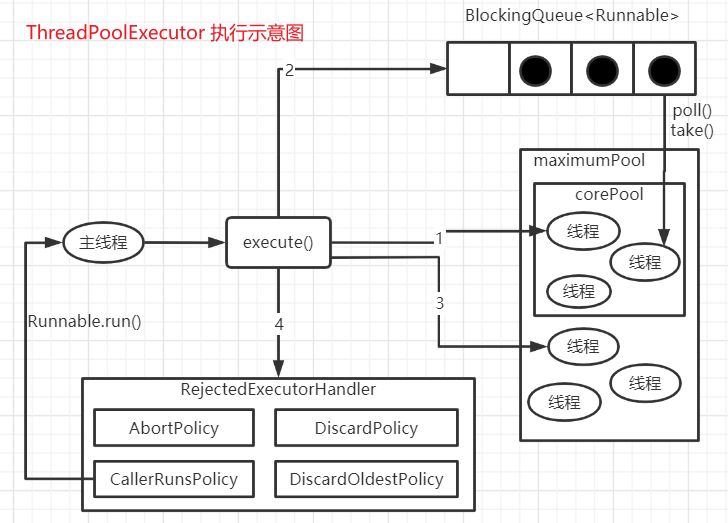 ThreadPoolExecutor 执行示意图
BlockingQueue<Runnable>
2
poll()
take()
maximumPool
corePool
主线程
execute()
1
线程
线程
线程
3
Runnable.run()
4
线程
线程
线程
RejectedExecutorHandler
AbortPolicy
DiscardPolicy
CallerRunsPolicy
DiscardOldestPolicy